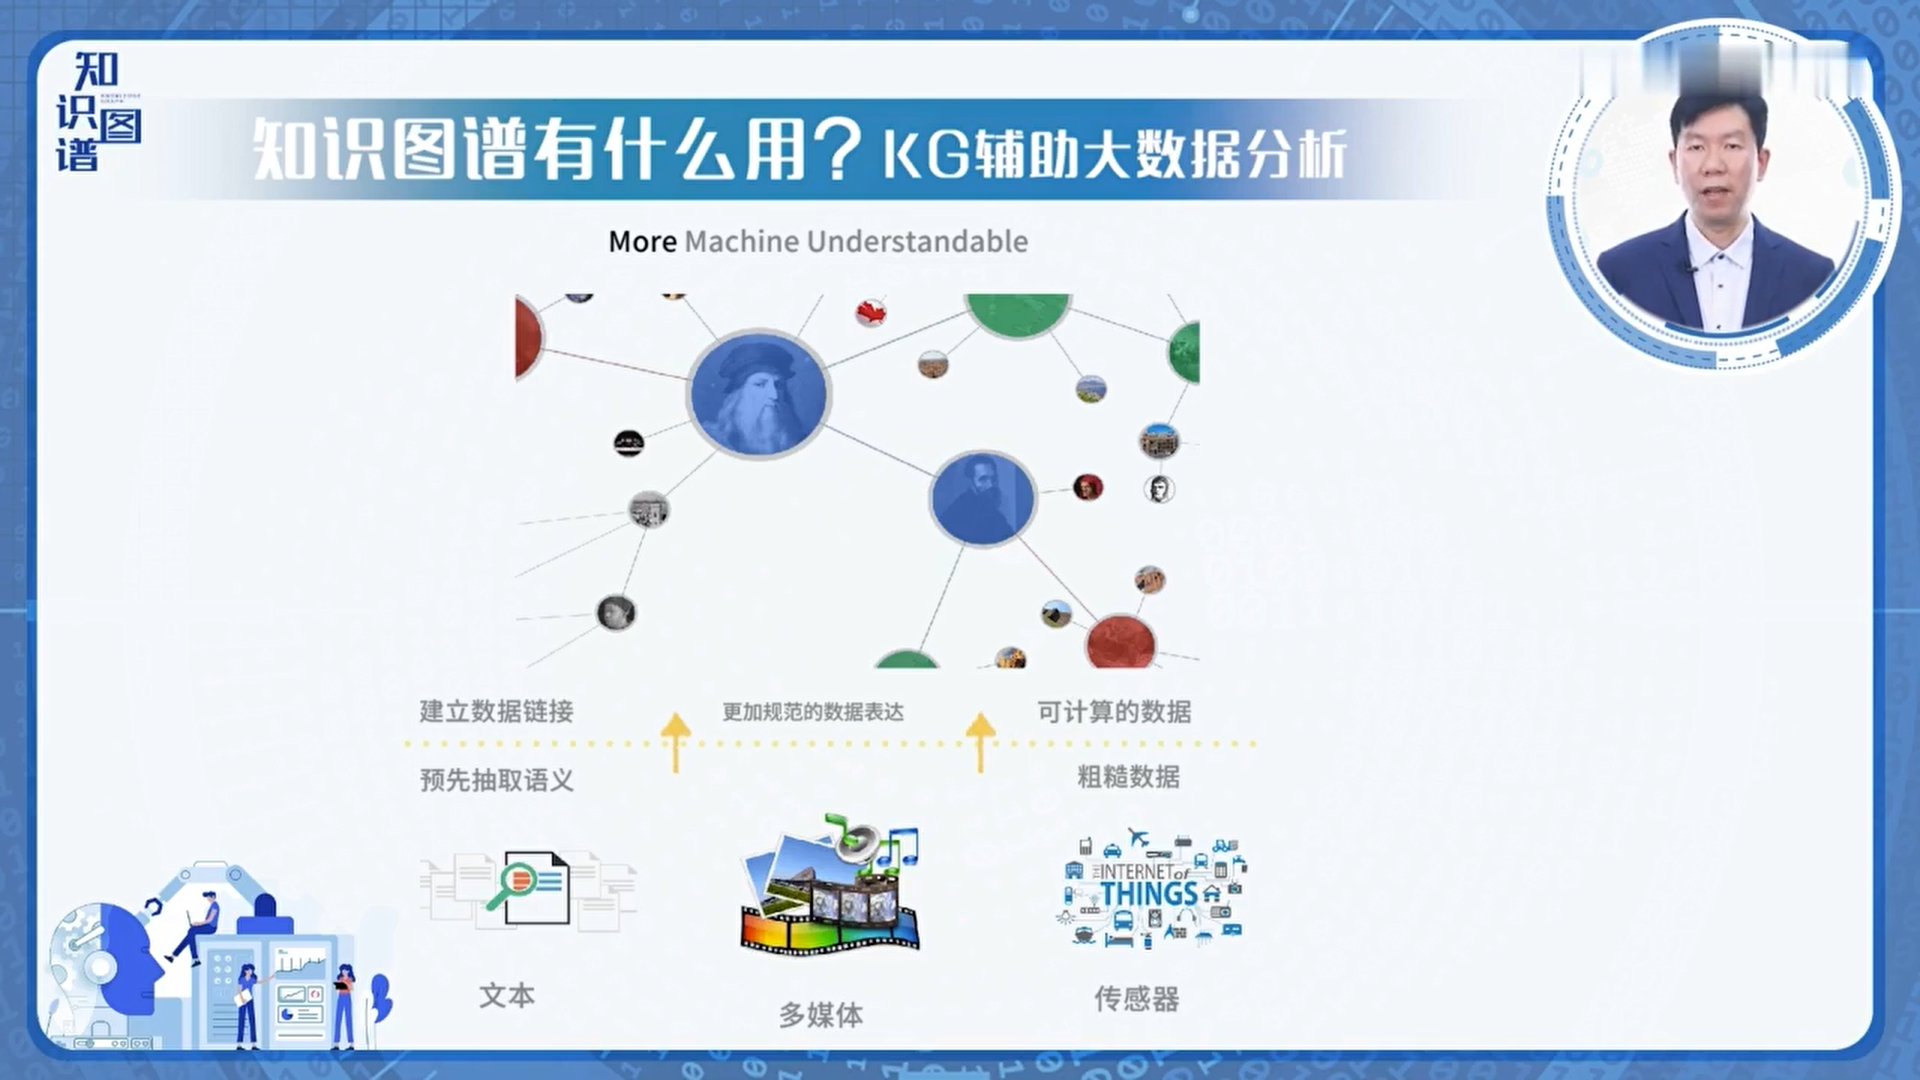 知
识图
谱
知识图谱有什么用？KG辅助大数据分析
More Machine Understandable
建立数据链接
更加规范的数据表达
可计算的数据
预先抽取语义
粗糙数据
THE INTERNET of
THINGS
文本
多媒体
传感器